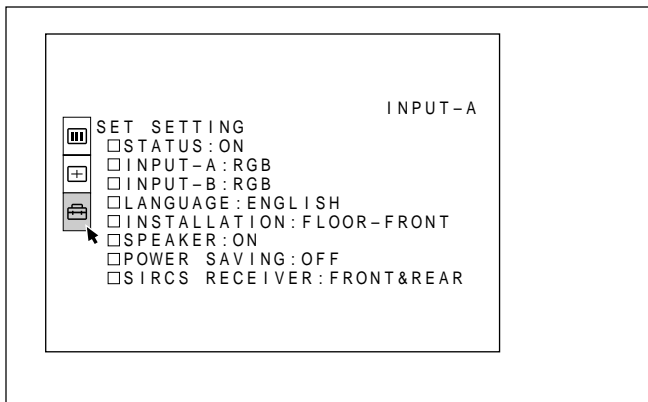 INPUT–A
SET SETTING
□STATUS:ON
□INPUT–A:RGB
□INPUT–B:RGB
□LANGUAGE:ENGLISH
□INSTALLATION:FLOOR–FRONT
□SPEAKER:ON
□POWER SAVING:OFF
□SIRCS RECEIVER:FRONT&REAR